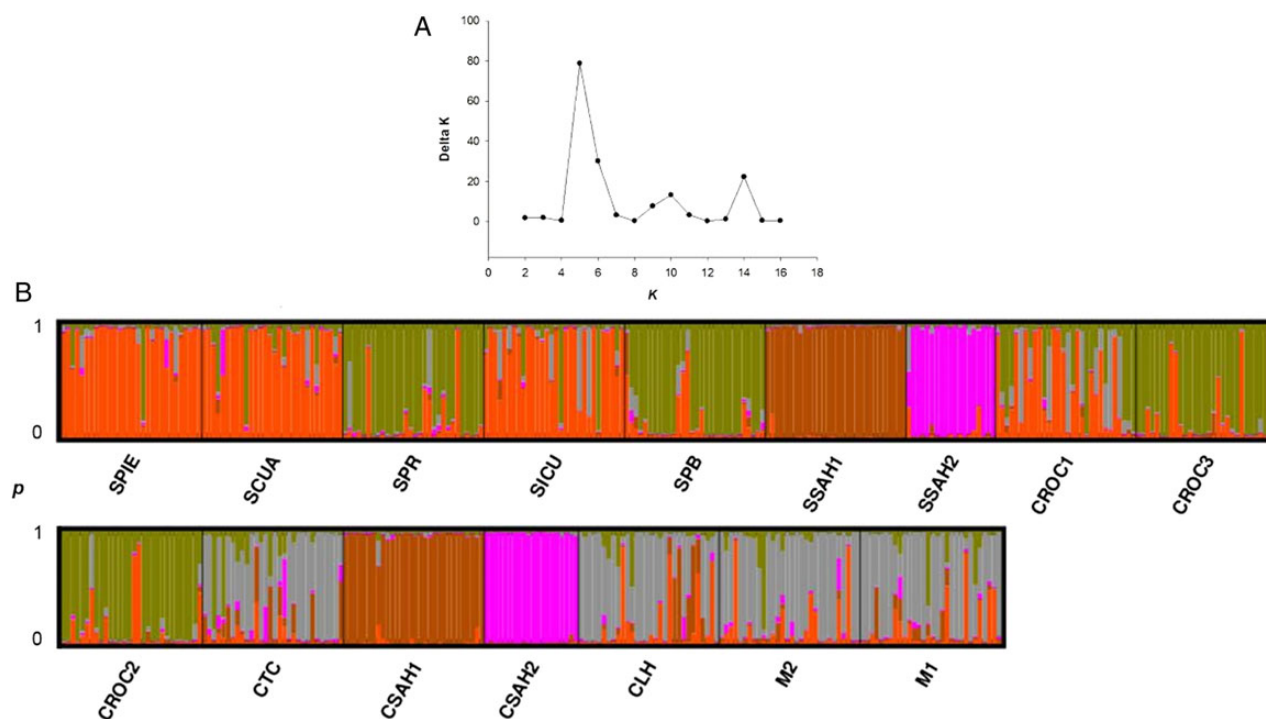 A
100
80
60
40
20
0
Delta K
0 2 4 6 8 10 12 14 16 18
K
B
1
0
SPIE SCUA SPR SICU SPB SSAH1 SSAH2 CROC1 CROC3
p
1
0
CROC2 CTC CSAH1 CSAH2 CLH M2 M1